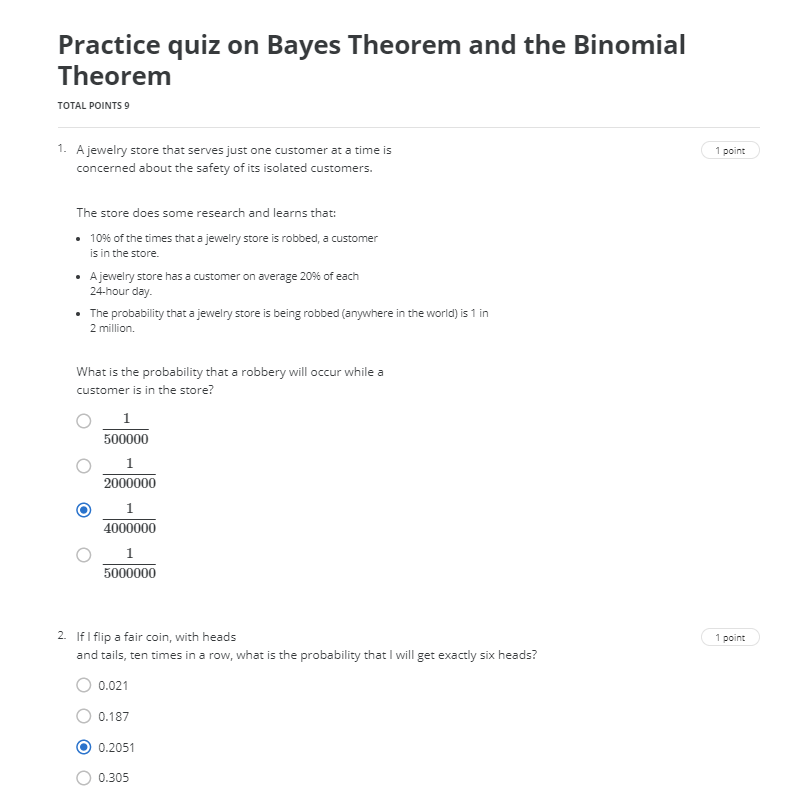 Practice quiz on Bayes Theorem and the Binomial
Theorem
TOTAL POINTS 9
1. A jewelry store that serves just one customer at a time is
1 point
concerned about the safety of its isolated customers.
The store does some research and learns that:
• 10% of the times that a jewelry store is robbed, a customer
is in the store.
• A jewelry store has a customer on average 20% of each
24-hour day.
• The probability that a jewelry store is being robbed (anywhere in the world) is 1 in
2 million.
What is the probability that a robbery will occur while a
customer is in the store?
1
500000
1
2000000
1
4000000
1
5000000
2. If I flip a fair coin, with heads
1 point
and tails, ten times in a row, what is the probability that I will get exactly six heads?
0.021
0.187
0.2051
0.305